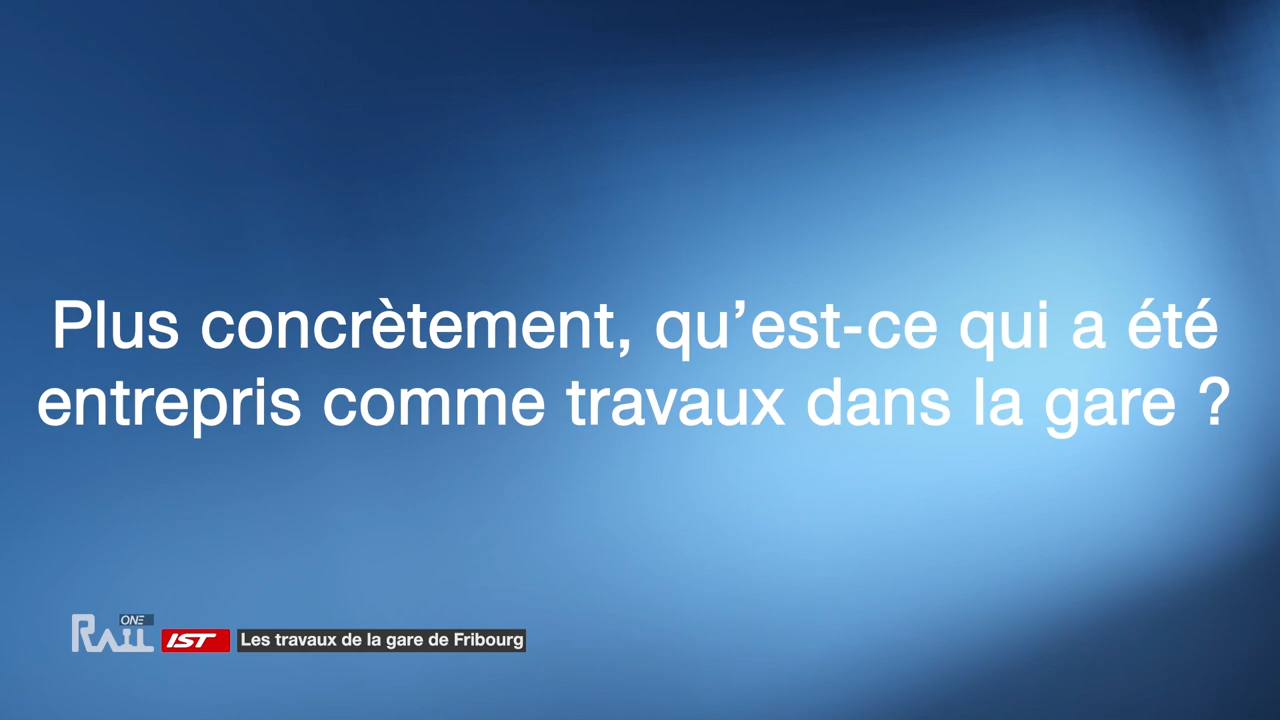 Plus concrètement, qu’est-ce qui a été
entrepris comme travaux dans la gare ?
ONE
RAIL IST Les travaux de la gare de Fribourg